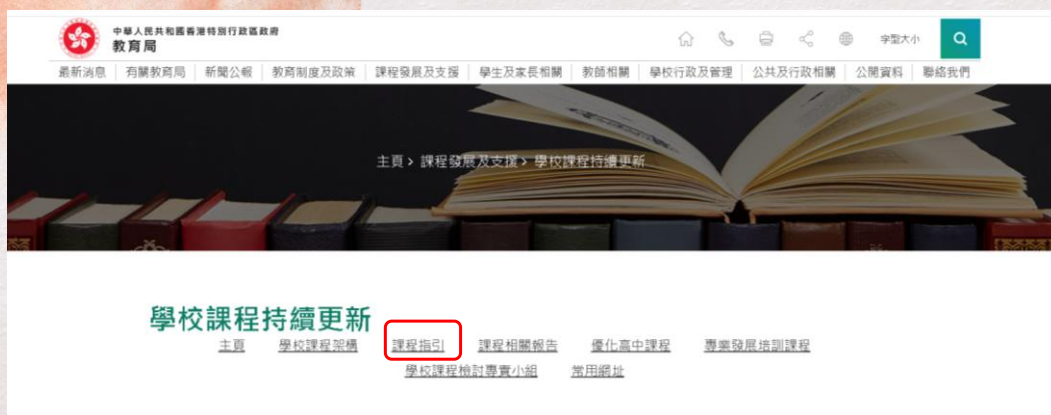 中華人民共和國香港特別行政區政府
教育局
字型大小
最新消息 有關教育局 新聞公報 教育制度及政策 課程發展及支援 學生及家長相關 教師相關 學校行政及管理 公共及行政相關 公開資料 聯絡我們
主頁 > 課程發展及支援 > 學校課程持續更新
學校課程持續更新
主頁 學校課程架構 課程指引 課程相關報告 優化高中課程 專業發展培訓課程
學校課程檢討專責小組 常用網址